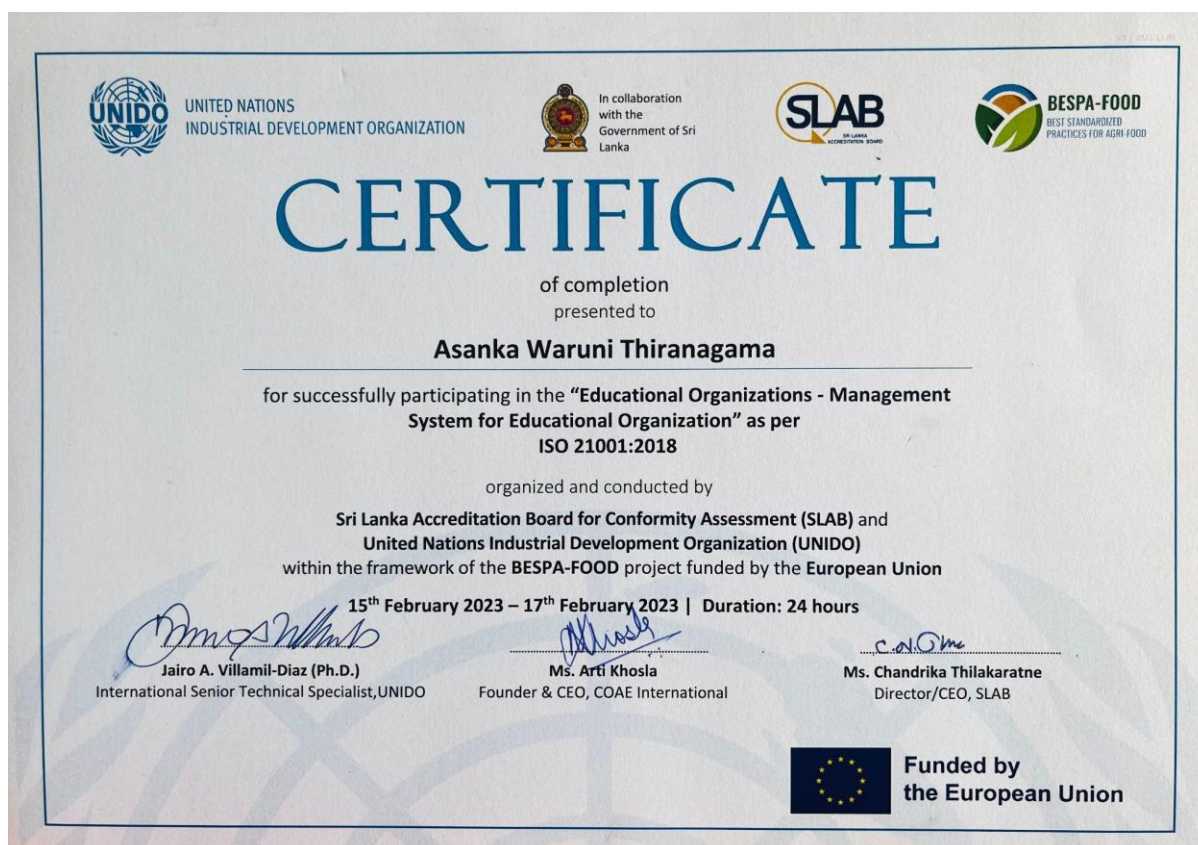 UNIDO
UNITED NATIONS
INDUSTRIAL DEVELOPMENT ORGANIZATION
In collaboration
with the
Government of Sri
Lanka
SLAB
SRI LANKA
ACCREDITATION BOARD
BESPA-FOOD
BEST STANDARDIZED
PRACTICES FOR AGRI-FOOD
CERTIFICATE
of completion
presented to
Asanka Waruni Thiranagama
for successfully participating in the “Educational Organizations - Management
System for Educational Organization” as per
ISO 21001:2018
organized and conducted by
Sri Lanka Accreditation Board for Conformity Assessment (SLAB) and
United Nations Industrial Development Organization (UNIDO)
within the framework of the BESPA-FOOD project funded by the European Union
15th February 2023 – 17th February 2023 | Duration: 24 hours
Jairo A. Villamil-Diaz (Ph.D.)
International Senior Technical Specialist,UNIDO
Ms. Arti Khosla
Founder & CEO, COAE International
Ms. Chandrika Thilakaratne
Director/CEO, SLAB
Funded by
the European Union